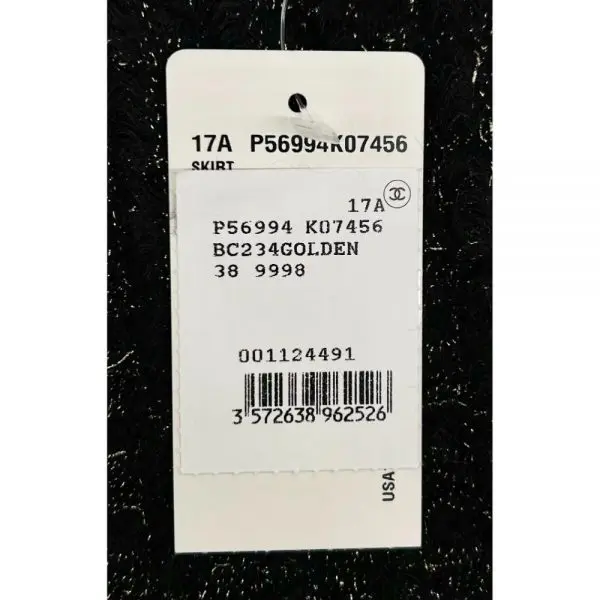 17A P56994K07456
SKIRT
17A
P56994 K07456
BC234GOLDEN
38 9998
001124491
3 572638 962526
USA